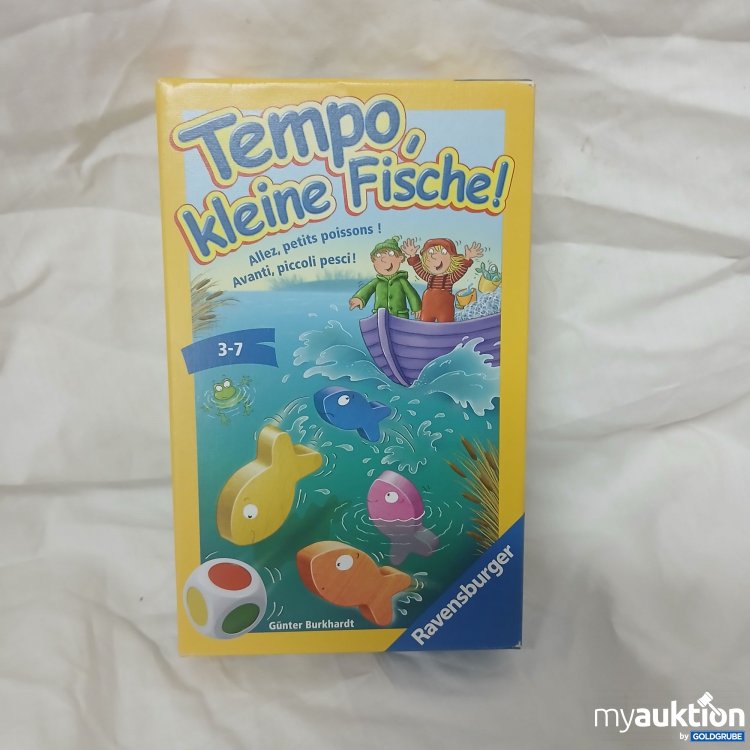 Tempo,
kleine Fische!
Allez, petits poissons !
Avanti, piccoli pesci!
3-7
Günter Burkhardt
Ravensburger
myauktion
by GOLDGRUBE